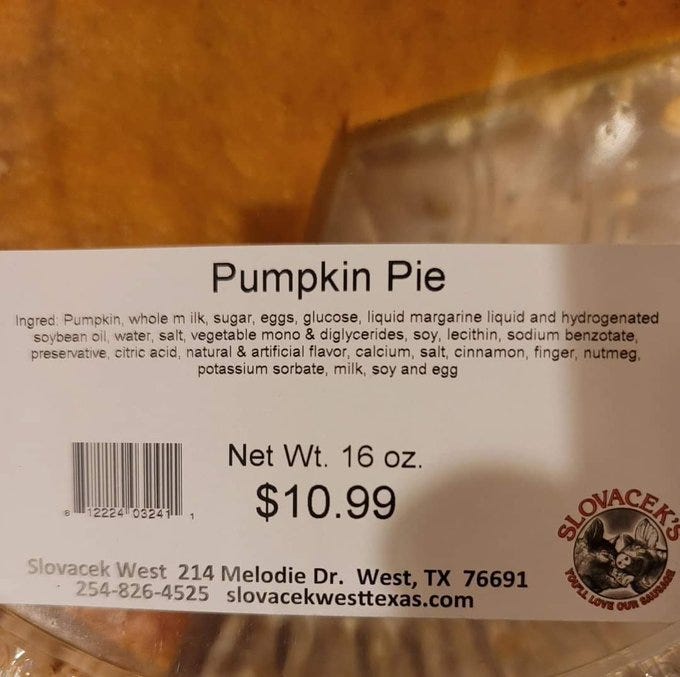 Pumpkin Pie
Ingred: Pumpkin, whole m ilk, sugar, eggs, glucose, liquid margarine liquid and hydrogenated
soybean oil, water, salt, vegetable mono & diglycerides, soy, lecithin, sodium benzotate,
preservative, citric acid, natural & artificial flavor, calcium, salt, cinnamon, finger, nutmeg,
potassium sorbate, milk, soy and egg
Net Wt. 16 oz.
$10.99
8 12224 03241 1
SLOVACEK'S
YOU'LL LOVE OUR SAUSAGE
Slovacek West 214 Melodie Dr. West, TX 76691
254-826-4525 slovacekwesttexas.com